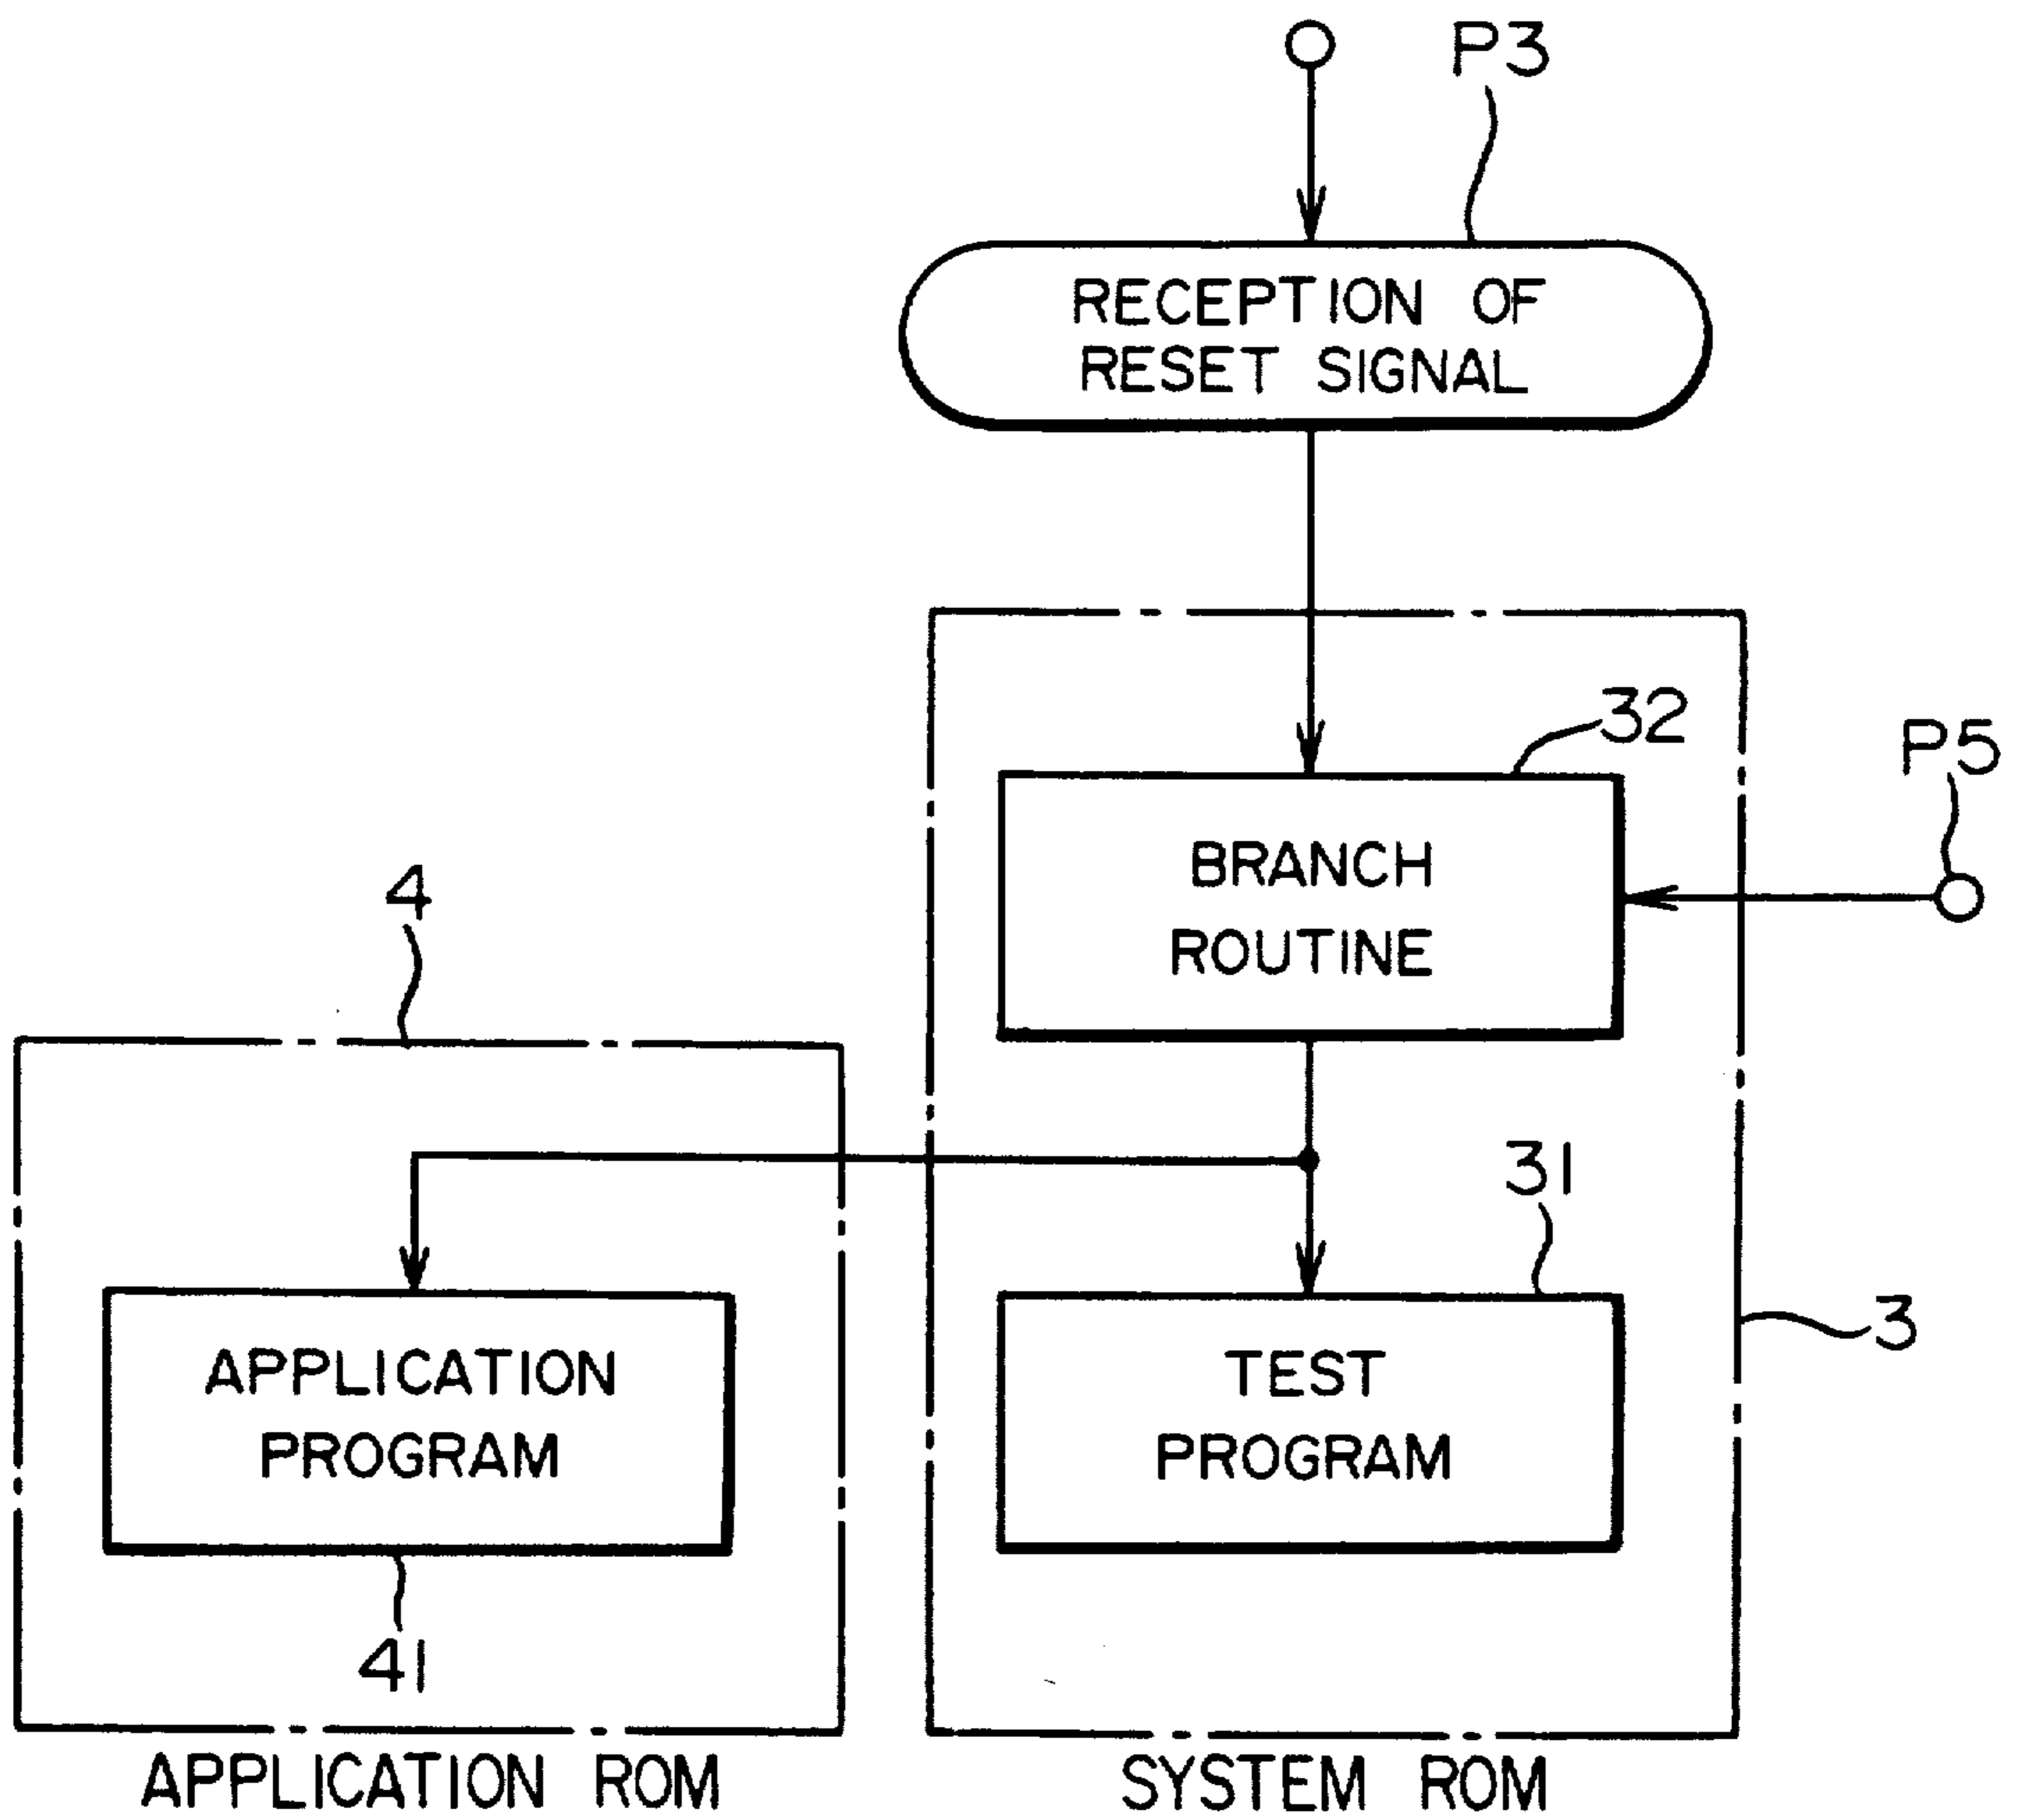 P3
RECEPTION OF
RESET SIGNAL
32
P5
BRANCH
ROUTINE
4
31
3
APPLICATION
PROGRAM
TEST
PROGRAM
41
APPLICATION ROM
SYSTEM ROM